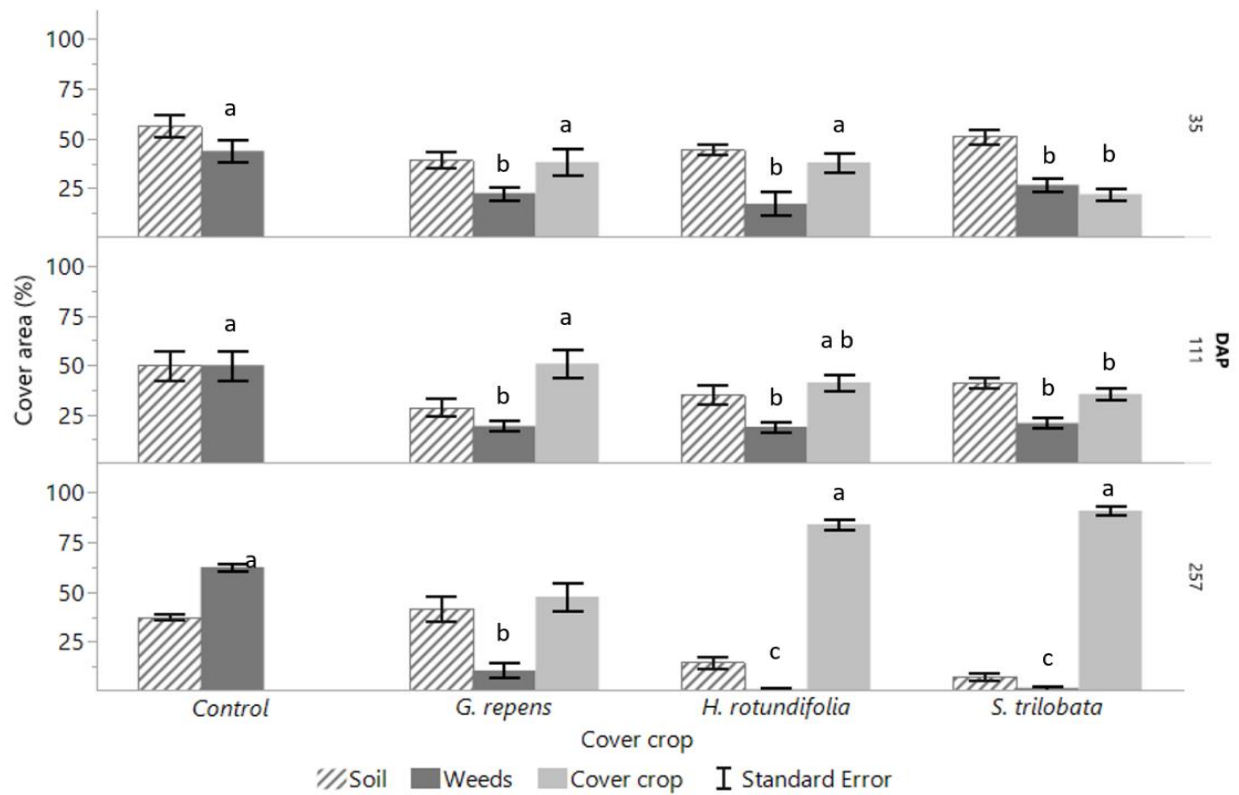 100
75
50
25
a
b
a
b
a
b
b
35
100
75
50
25
a
b
a
b
a b
b
b
111
DAP
100
75
50
25
a
b
c
a
c
a
257
Cover area (%)
Control
G. repens
H. rotundifolia
S. trilobata
Cover crop
Soil
Weeds
Cover crop
Standard Error